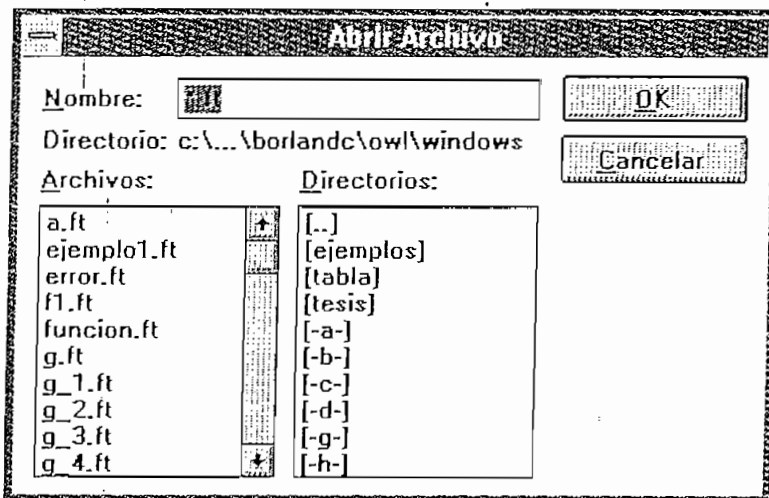 Abrir Archivo
Nombre: *.ft
OK
Directorio: c:\...\borlandc\owl\windows
Cancelar
Archivos:
Directorios:
a.ft
ejemplo1.ft
error.ft
f1.ft
funcion.ft
g.ft
g_1.ft
g_2.ft
g_3.ft
g_4.ft
[..]
[ejemplos]
[tabla]
[tesis]
[-a-]
[-b-]
[-c-]
[-d-]
[-g-]
[-h-]